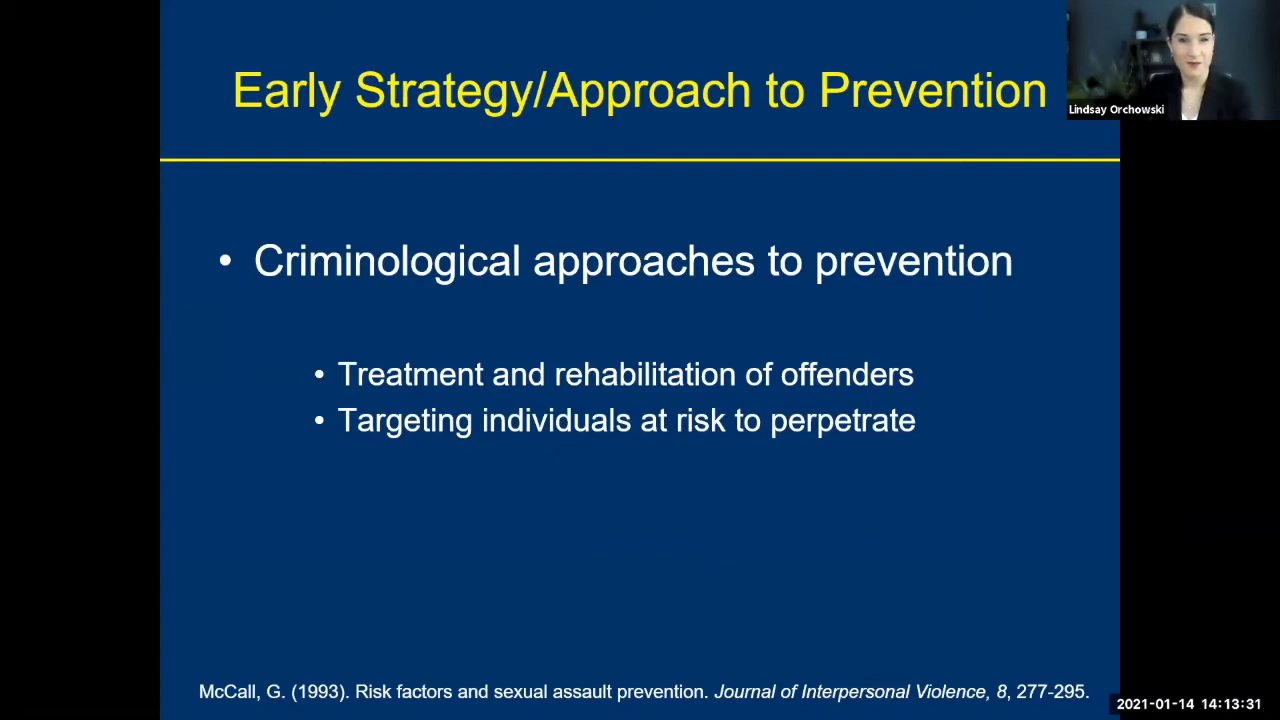 Early Strategy/Approach to Prevention
Lindsay Orchowski
• Criminological approaches to prevention
• Treatment and rehabilitation of offenders
• Targeting individuals at risk to perpetrate
McCall, G. (1993). Risk factors and sexual assault prevention. Journal of Interpersonal Violence, 8, 277-295.
2021-01-14 14:13:31